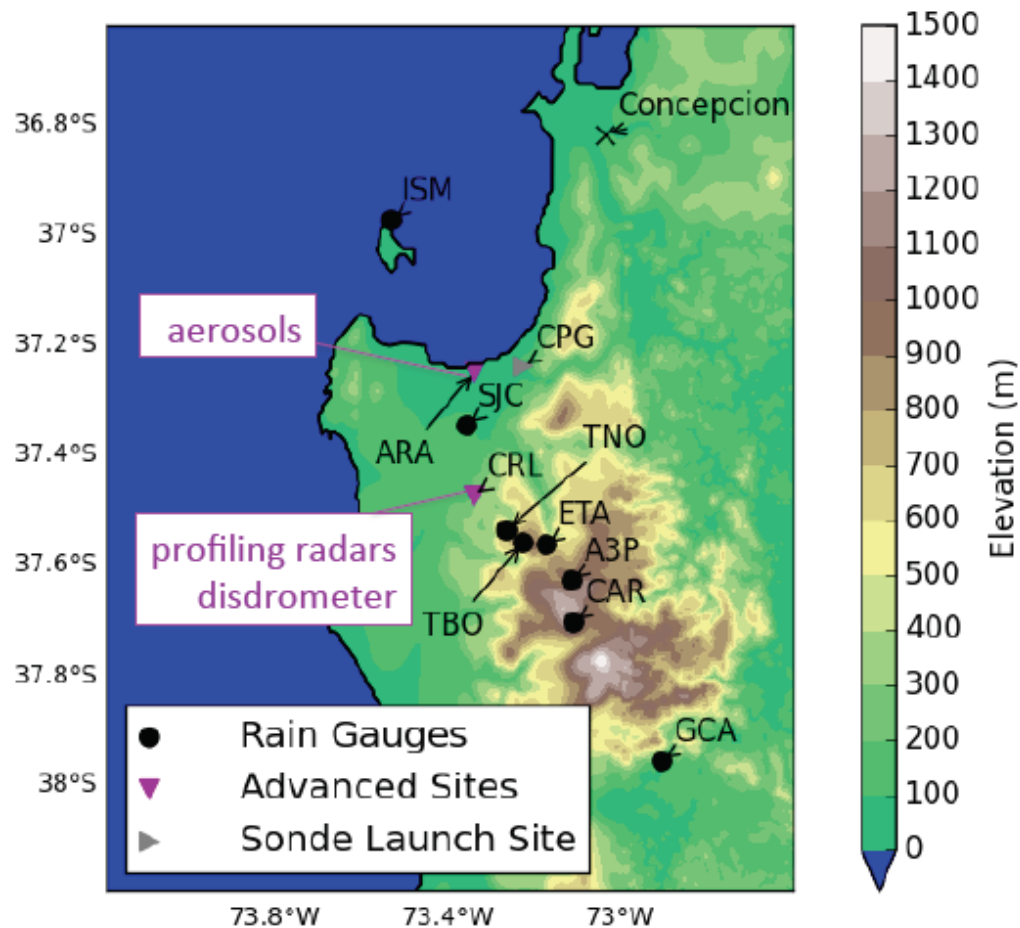 1500
1400
1300
1200
1100
1000
900
800
700
600
500
400
300
200
100
0
Elevation (m)
36.8°S
37°S
37.2°S
37.4°S
37.6°S
37.8°S
38°S
73.8°W
73.4°W
73°W
Concepcion
ISM
aerosols
CPG
SJC
ARA
TNO
CRL
ETA
profiling radars
disdrometer
A3P
CAR
TBO
GCA
Rain Gauges
Advanced Sites
Sonde Launch Site